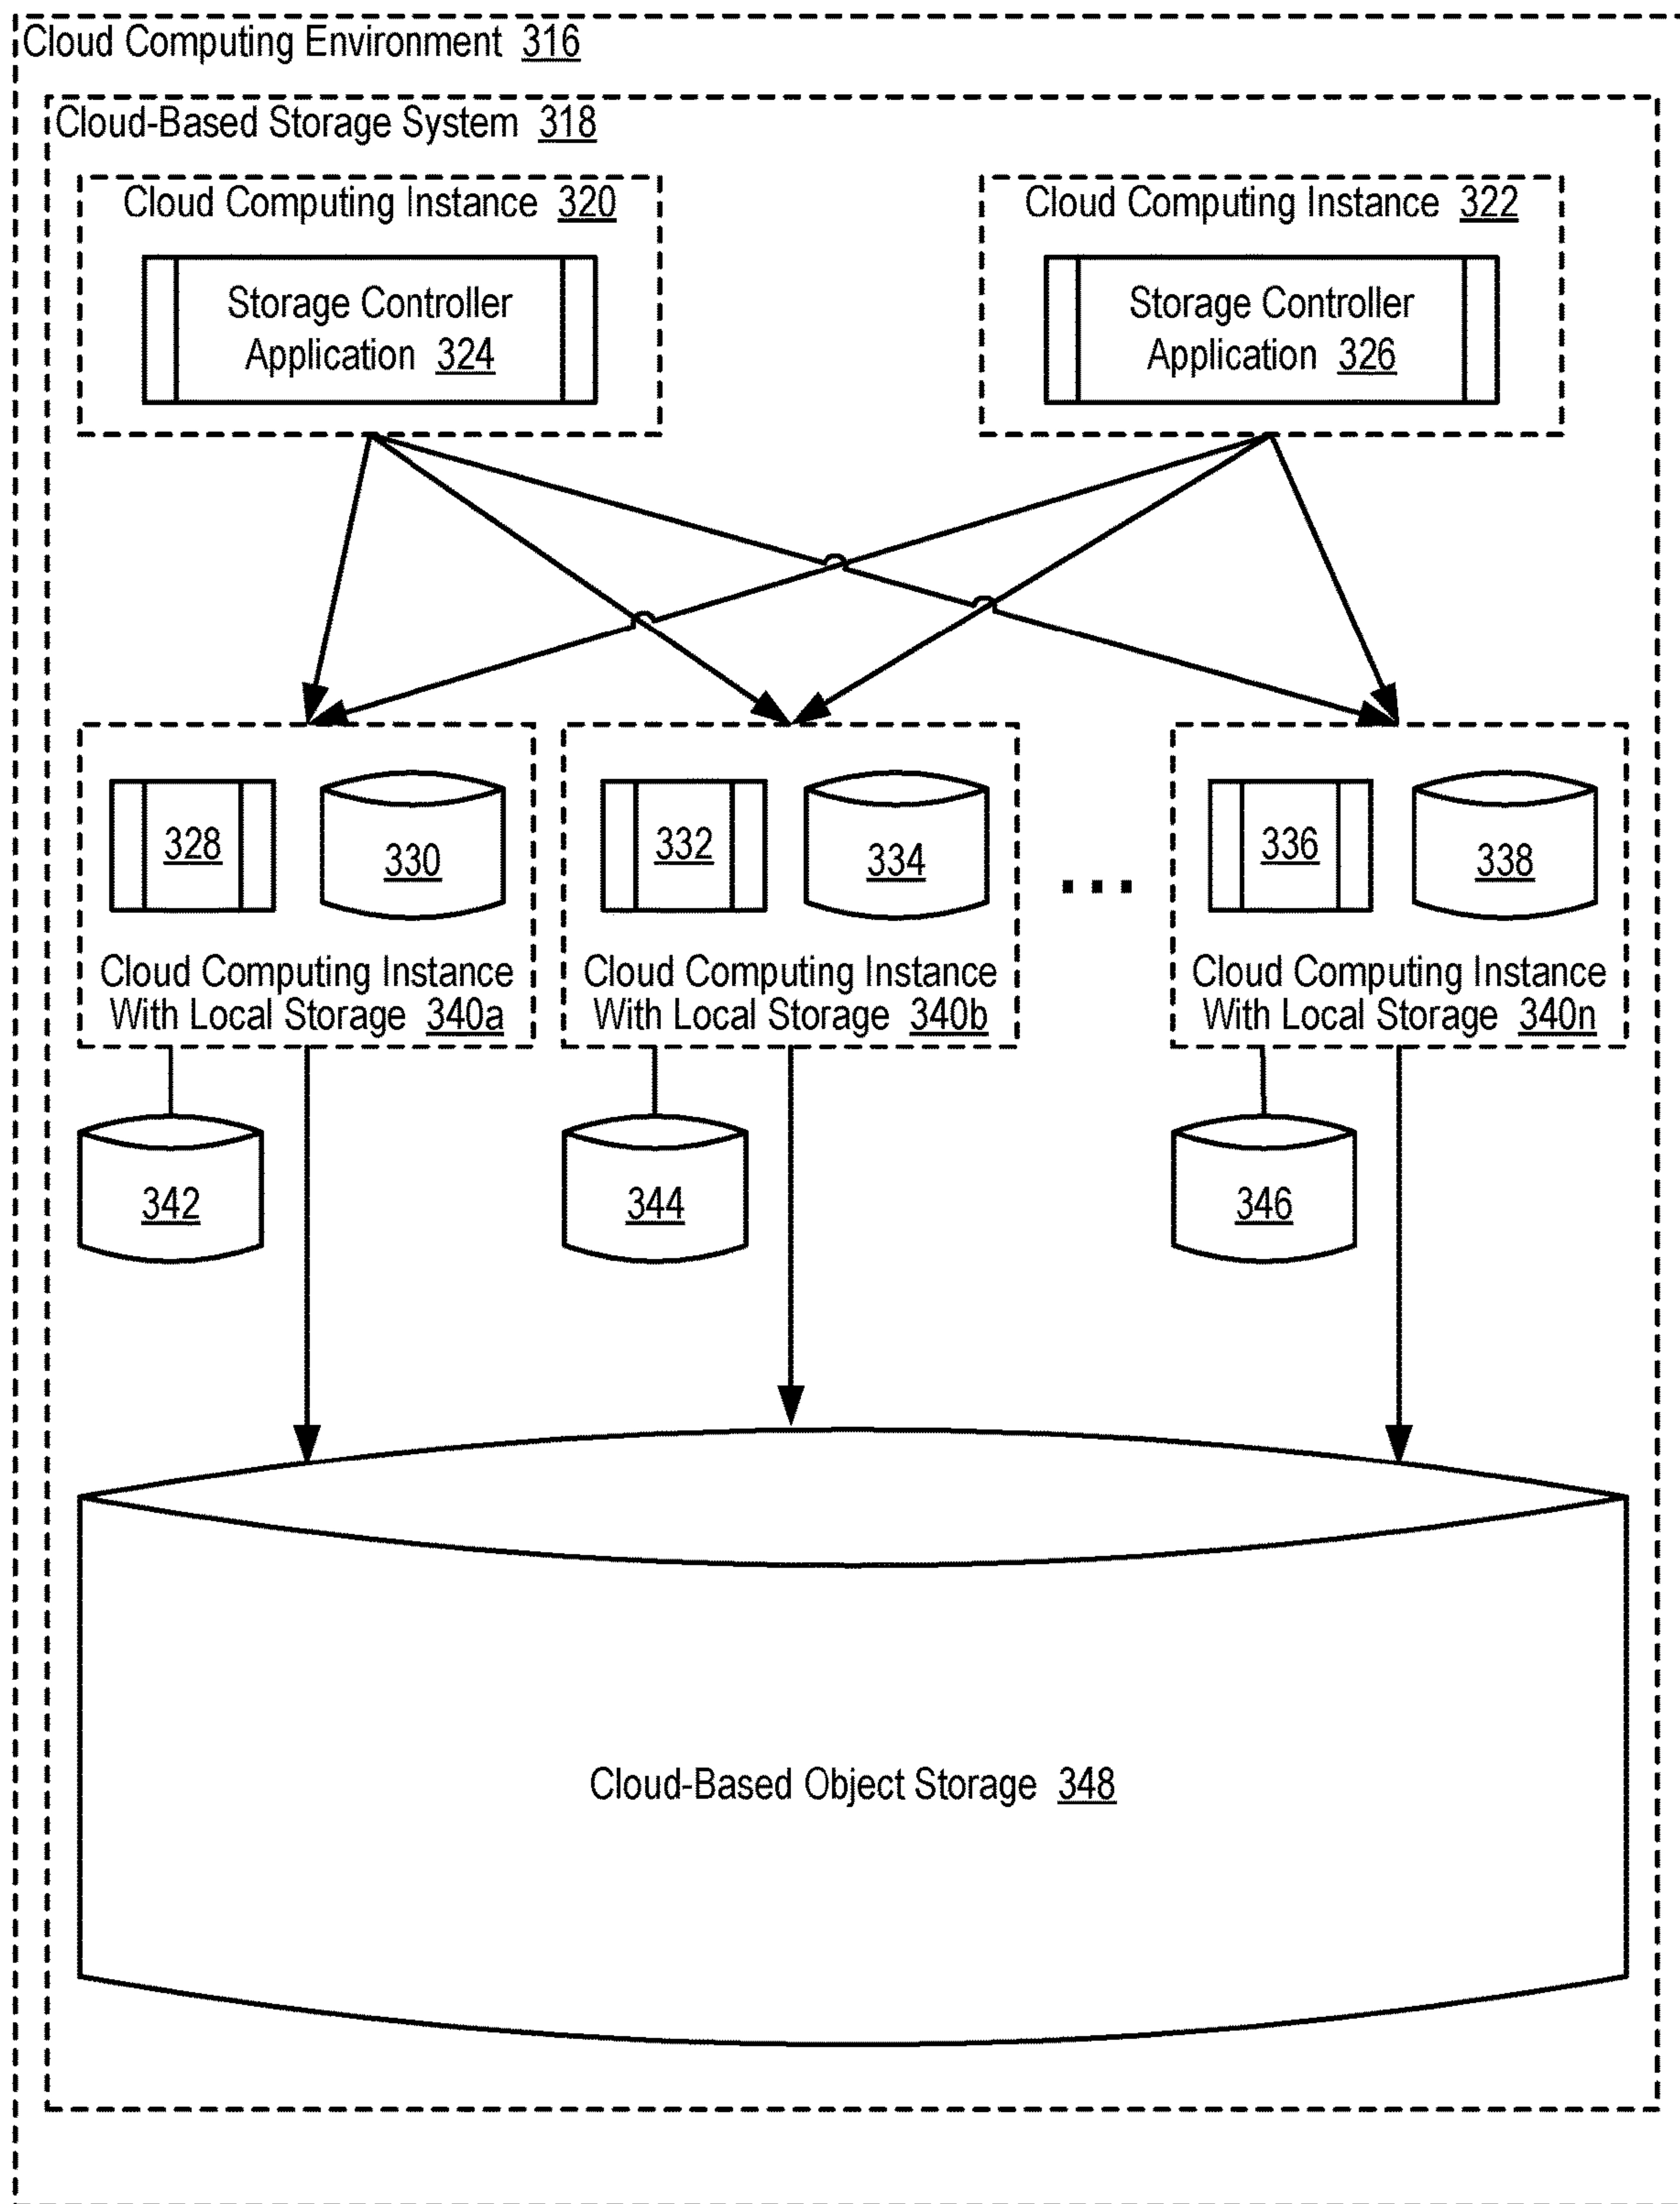 Cloud Computing Environment 316
Cloud-Based Storage System 318
Cloud Computing Instance 320
Storage Controller
Application 324
Cloud Computing Instance 322
Storage Controller
Application 326
328
330
Cloud Computing Instance
With Local Storage 340a
332
334
Cloud Computing Instance
With Local Storage 340b
...
336
338
Cloud Computing Instance
With Local Storage 340n
342
344
346
Cloud-Based Object Storage 348